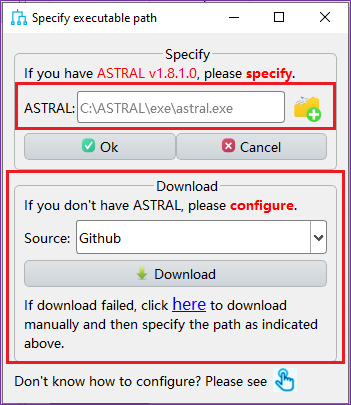 Specify executable path
Specify
If you have ASTRAL v1.8.1.0, please specify.
ASTRAL: C:\ASTRAL\exe\astral.exe
Ok Cancel
Download
If you don't have ASTRAL, please configure.
Source: Github
Download
If download failed, click here to download
manually and then specify the path as indicated
above.
Don't know how to configure? Please see